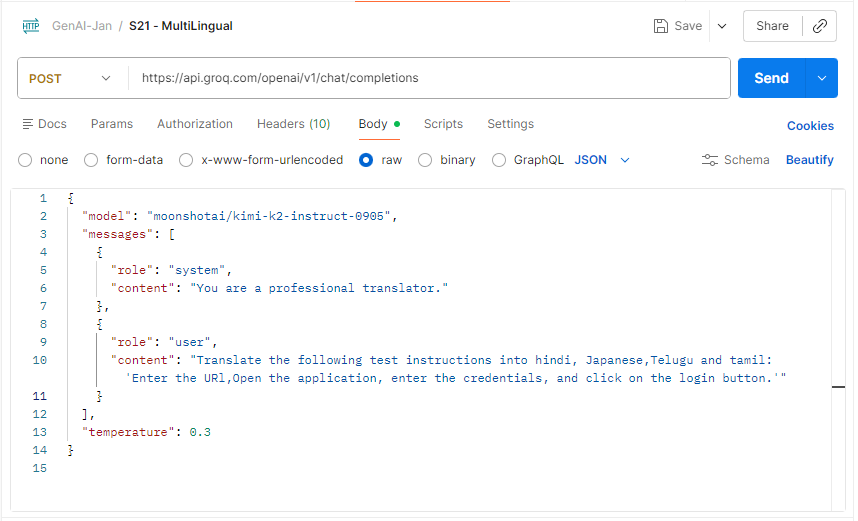 HTTP GenAI-Jan / S21 - MultiLingual Save Share
POST https://api.groq.com/openai/v1/chat/completions Send
Docs Params Authorization Headers (10) Body Scripts Settings Cookies
none form-data x-www-form-urlencoded raw binary GraphQL JSON Schema Beautify
1 {
2 "model": "moonshotai/kimi-k2-instruct-0905",
3 "messages": [
4 {
5 "role": "system",
6 "content": "You are a professional translator."
7 },
8 {
9 "role": "user",
10 "content": "Translate the following test instructions into hindi, Japanese,Telugu and tamil:
'Enter the URl,Open the application, enter the credentials, and click on the login button.'"
11 }
12 ],
13 "temperature": 0.3
14 }
15